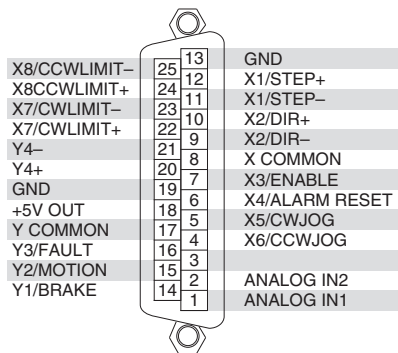 13 GND
X8/CCWLIMIT– 25
12 X1/STEP+
X8CCWLIMIT+ 24
11 X1/STEP–
X7/CWLIMIT– 23
10 X2/DIR+
X7/CWLIMIT+ 22
9 X2/DIR–
Y4– 21
8 X COMMON
Y4+ 20
7 X3/ENABLE
GND 19
6 X4/ALARM RESET
+5V OUT 18
5 X5/CWJOG
Y COMMON 17
4 X6/CCWJOG
Y3/FAULT 16
3
Y2/MOTION 15
2 ANALOG IN2
Y1/BRAKE 14
1 ANALOG IN1